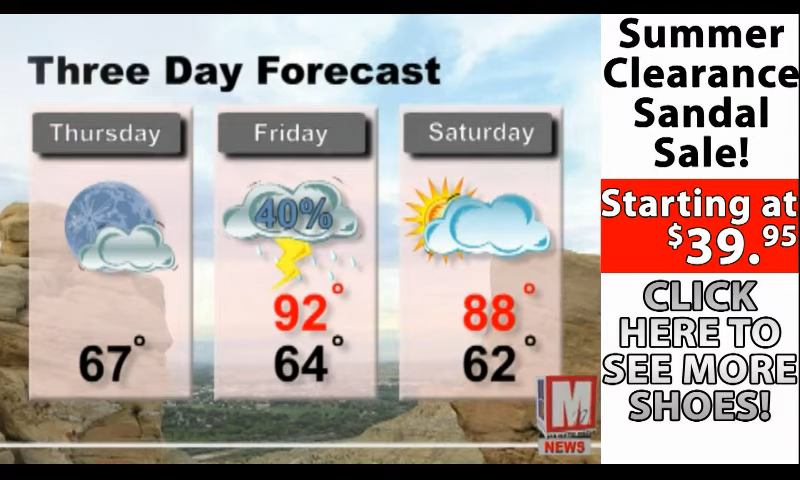 Three Day Forecast
Thursday
67°
Friday
40%
92°
64°
Saturday
88°
62°
M
NEWS
Summer
Clearance
Sandal
Sale!
Starting at
$39.95
CLICK
HERE TO
SEE MORE
SHOES!